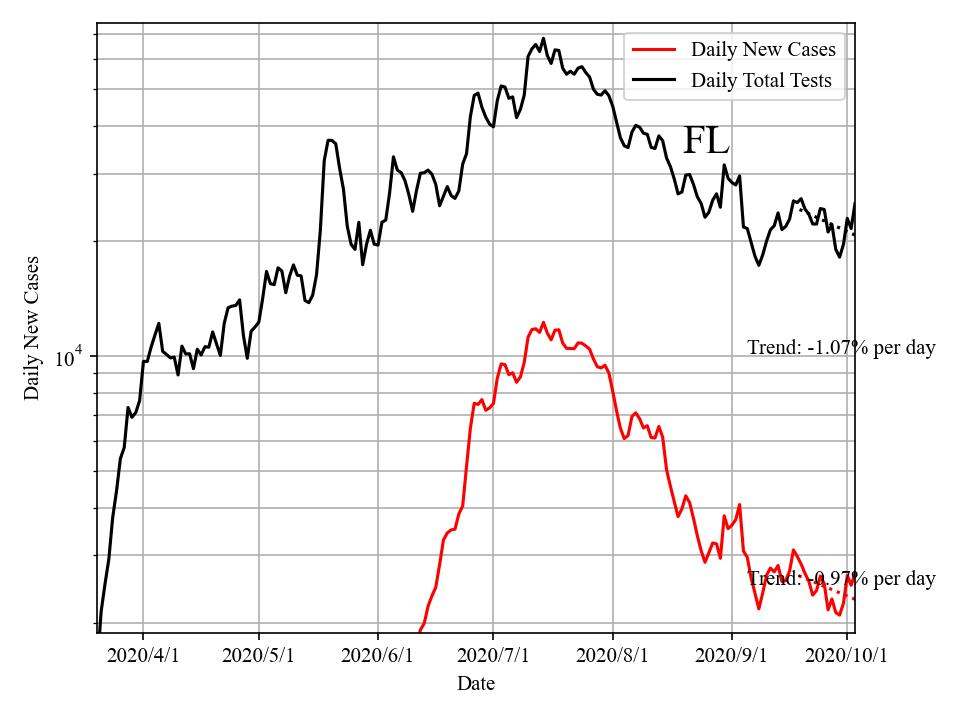 Daily New Cases
Daily Total Tests
FL
Daily New Cases
10^4
Trend: -1.07% per day
Trend: -0.97% per day
2020/4/1 2020/5/1 2020/6/1 2020/7/1 2020/8/1 2020/9/1 2020/10/1
Date